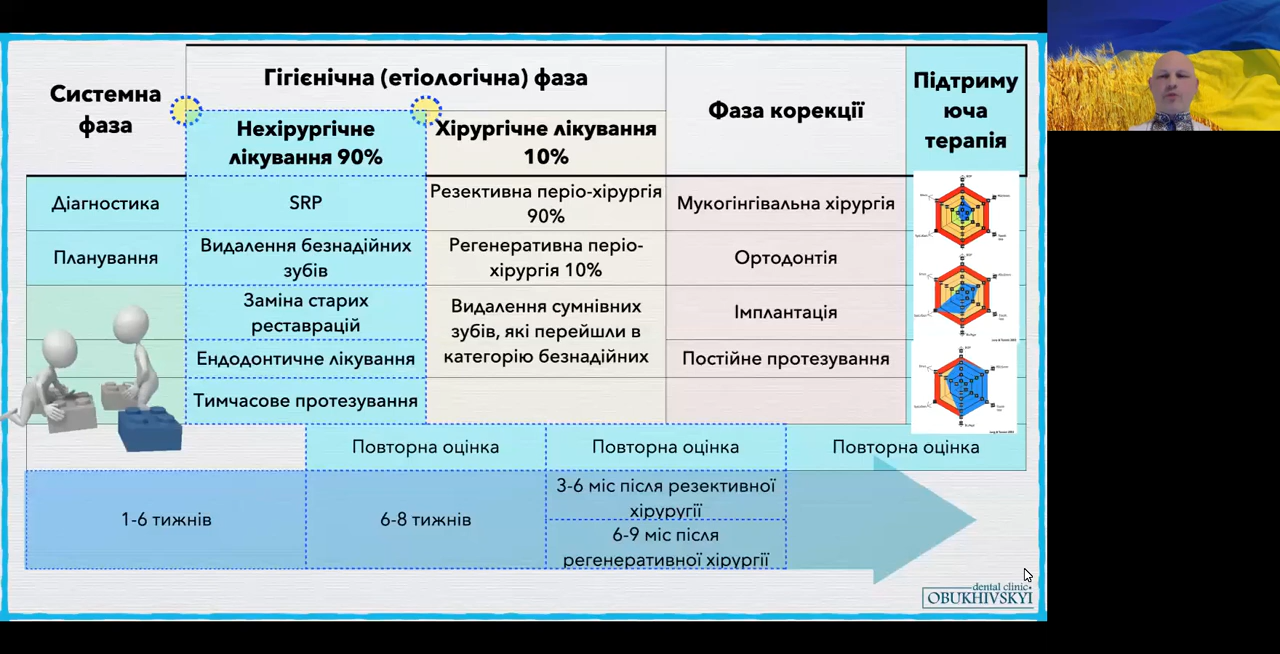 Системна
фаза
Гігієнічна (етіологічна) фаза
Нехірургічне
лікування 90%
Хірургічне лікування
10%
Фаза корекції
Підтриму
юча
терапія
Діагностика
SRP
Резективна періо-хірургія
90%
Мукогінгівальна хірургія
Планування
Видалення безнадійних
зубів
Регенеративна періо-
хірургія 10%
Ортодонтія
Заміна старих
реставрацій
Видалення сумнівних
зубів, які перейшли в
категорію безнадійних
Імплантація
Ендодонтичне лікування
Постійне протезування
Тимчасове протезування
Повторна оцінка
Повторна оцінка
Повторна оцінка
1-6 тижнів
6-8 тижнів
3-6 міс після резективної
хіруругії
6-9 міс після
регенеративної хірургії
dental clinic
OBUKHIVSKYI